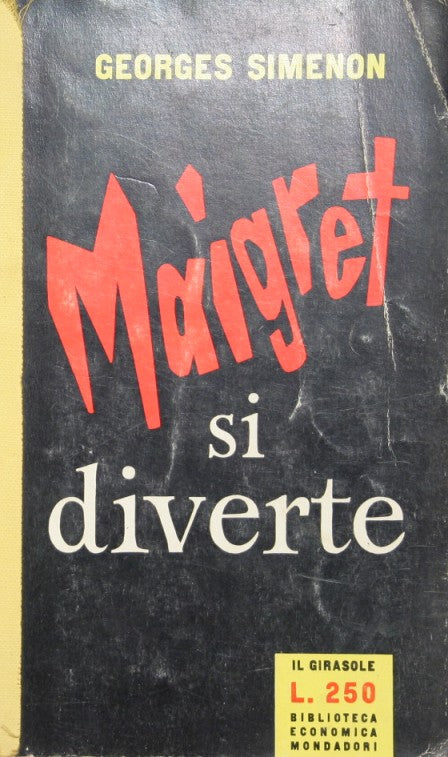 GEORGES SIMENON
Maigret
si
diverte
IL GIRASOLE
L. 250
BIBLIOTECA
ECONOMICA
MONDADORI